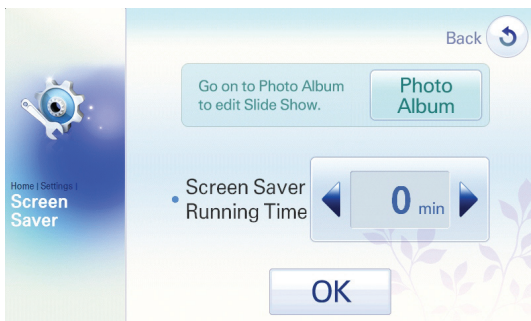 Back
Go on to Photo Album
to edit Slide Show.
Photo
Album
Home | Settings |
Screen
Saver
Screen Saver
Running Time
0 min
OK